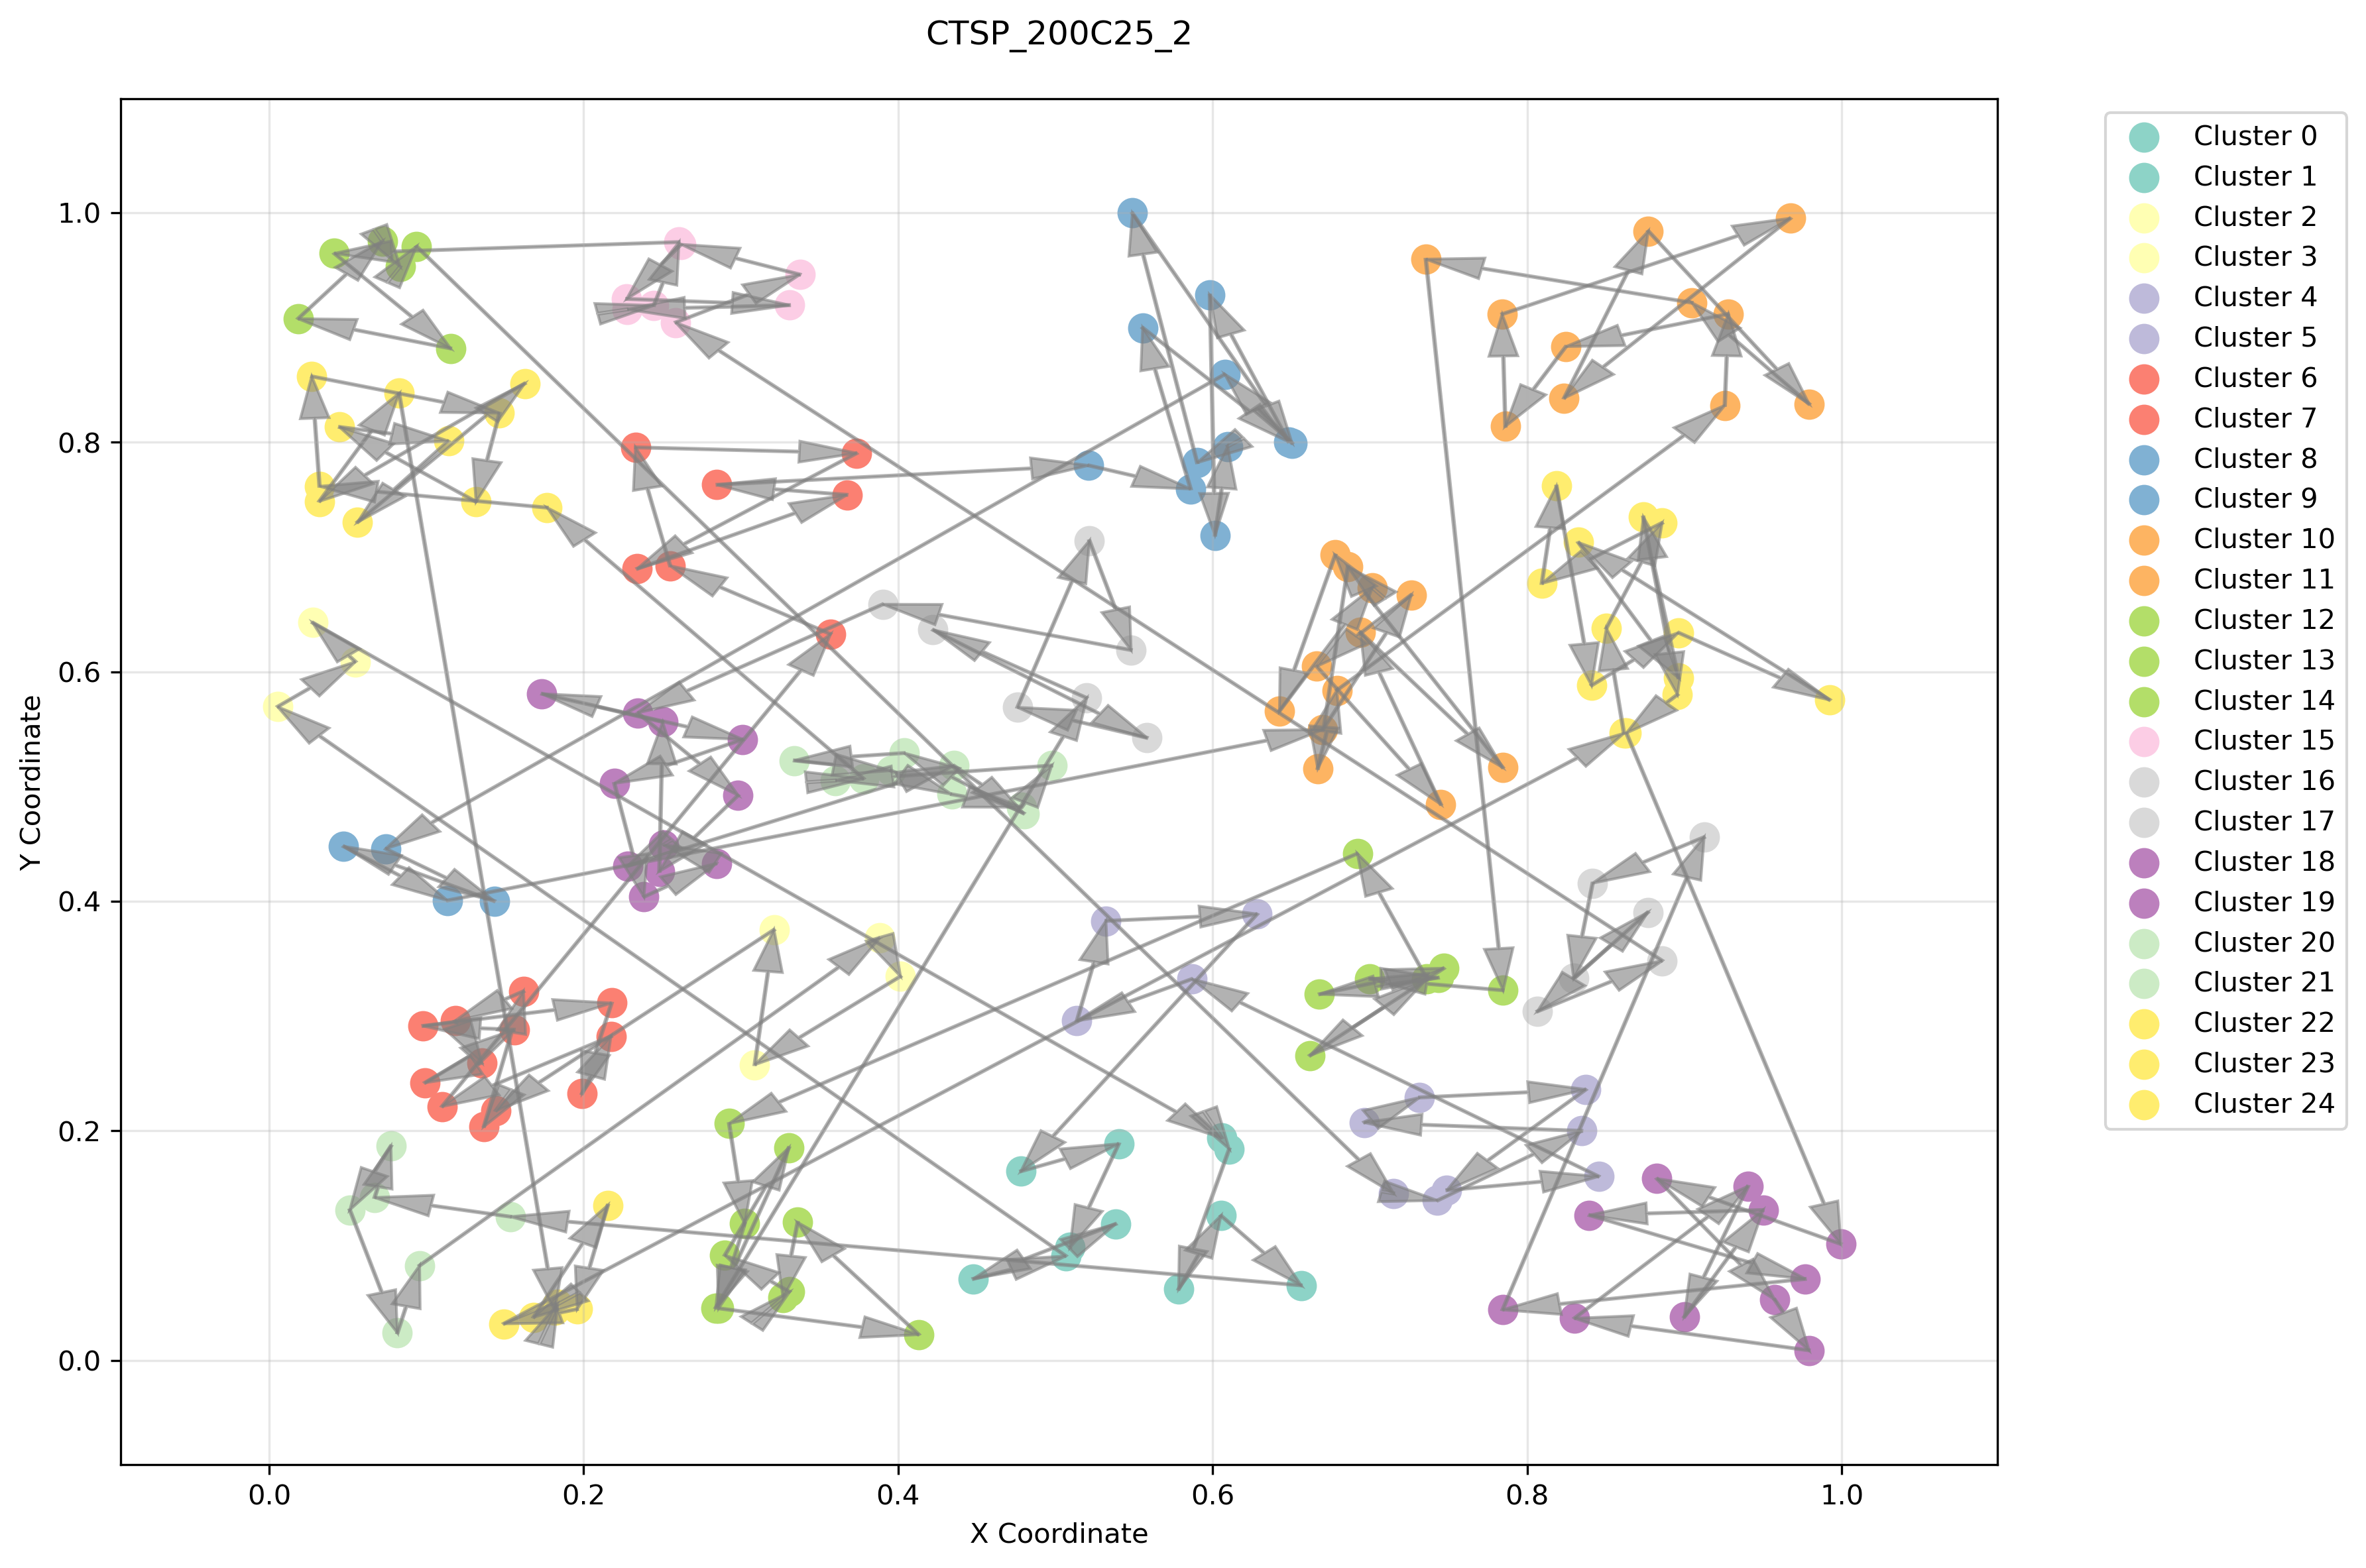 CTSP_200C25_2
1.0
0.8
0.6
0.4
0.2
0.0
Y Coordinate
0.0 0.2 0.4 0.6 0.8 1.0
X Coordinate
Cluster 0
Cluster 1
Cluster 2
Cluster 3
Cluster 4
Cluster 5
Cluster 6
Cluster 7
Cluster 8
Cluster 9
Cluster 10
Cluster 11
Cluster 12
Cluster 13
Cluster 14
Cluster 15
Cluster 16
Cluster 17
Cluster 18
Cluster 19
Cluster 20
Cluster 21
Cluster 22
Cluster 23
Cluster 24